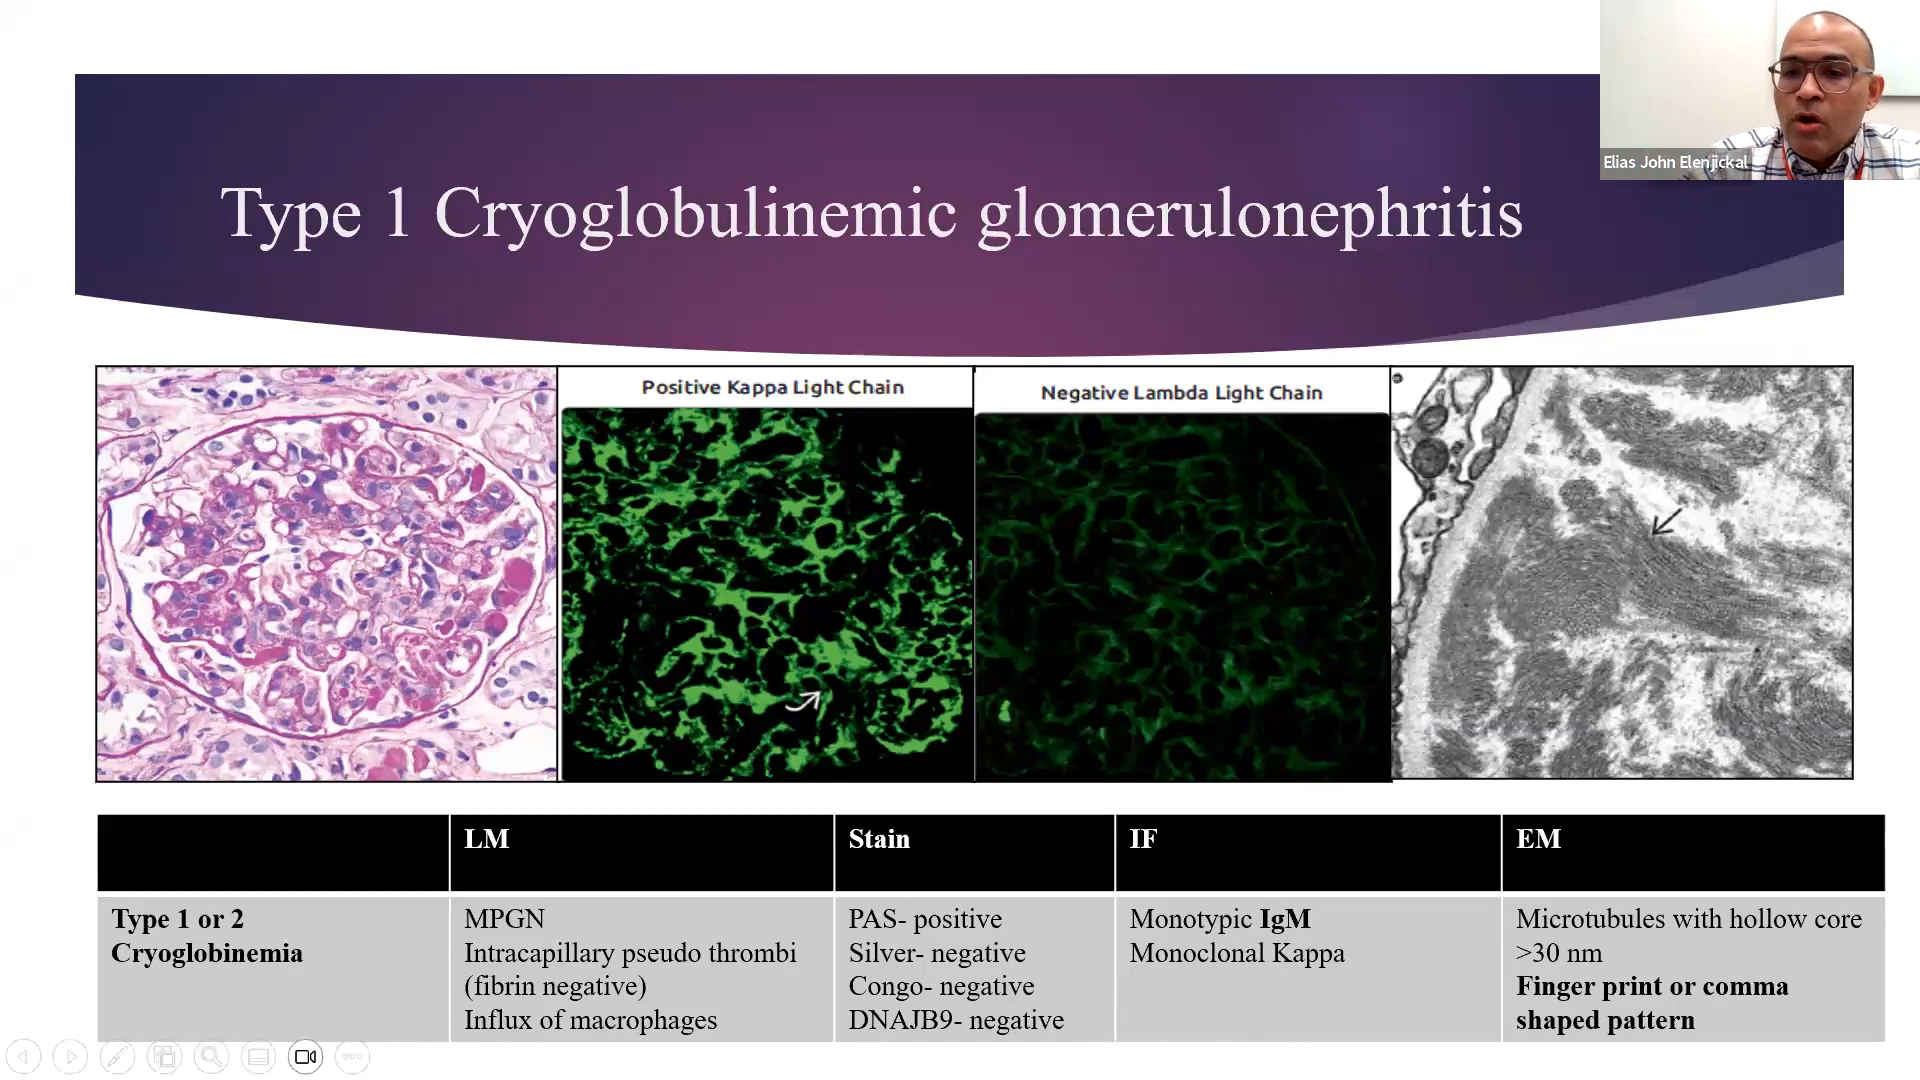 Elias John Elenjickal
Type 1 Cryoglobulinemic glomerulonephritis
Positive Kappa Light Chain
Negative Lambda Light Chain
LM
Stain
IF
EM
Type 1 or 2
Cryoglobinemia
MPGN
Intracapillary pseudo thrombi
(fibrin negative)
Influx of macrophages
PAS- positive
Silver- negative
Congo- negative
DNAJB9- negative
Monotypic IgM
Monoclonal Kappa
Microtubules with hollow core
>30 nm
Finger print or comma
shaped pattern